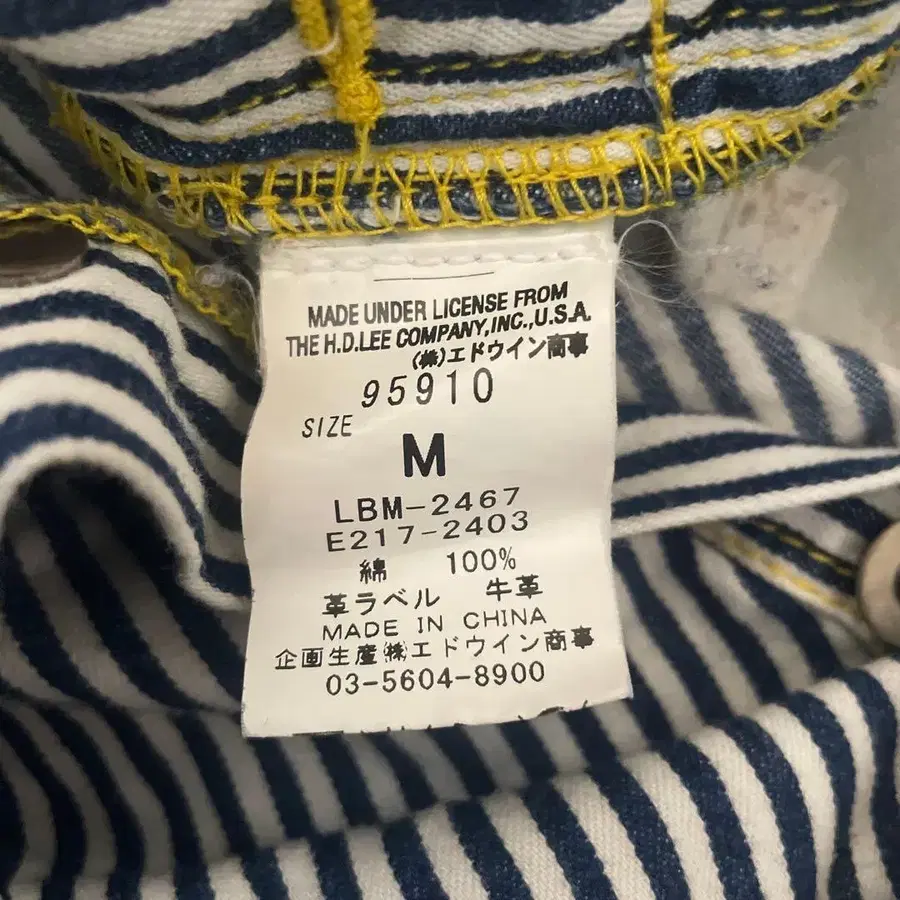 MADE UNDER LICENSE FROM
THE H.D.LEE COMPANY,INC.,U.S.A.
(株)エドウイン商事
95910
SIZE
M
LBM-2467
E217-2403
綿 100%
革ラベル 牛革
MADE IN CHINA
企画生産㈱エドウイン商事
03-5604-8900